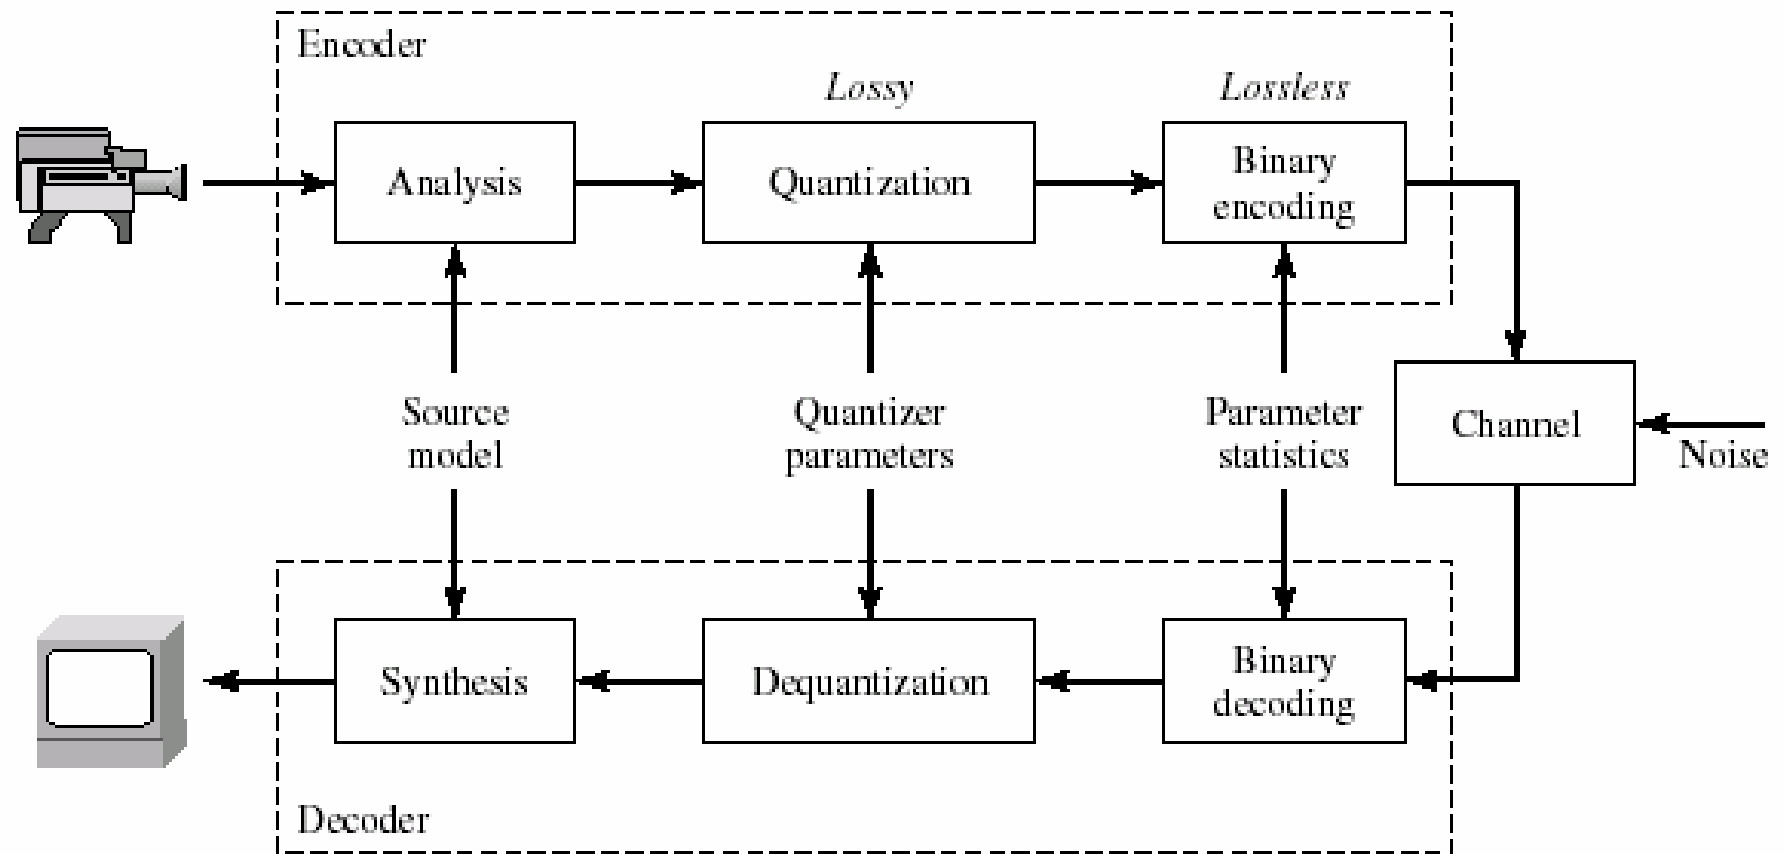 Encoder
Lossy
Lossless
Analysis
Quantization
Binary
encoding
Source
model
Quantizer
parameters
Parameter
statistics
Channel
Noise
Synthesis
Dequantization
Binary
decoding
Decoder